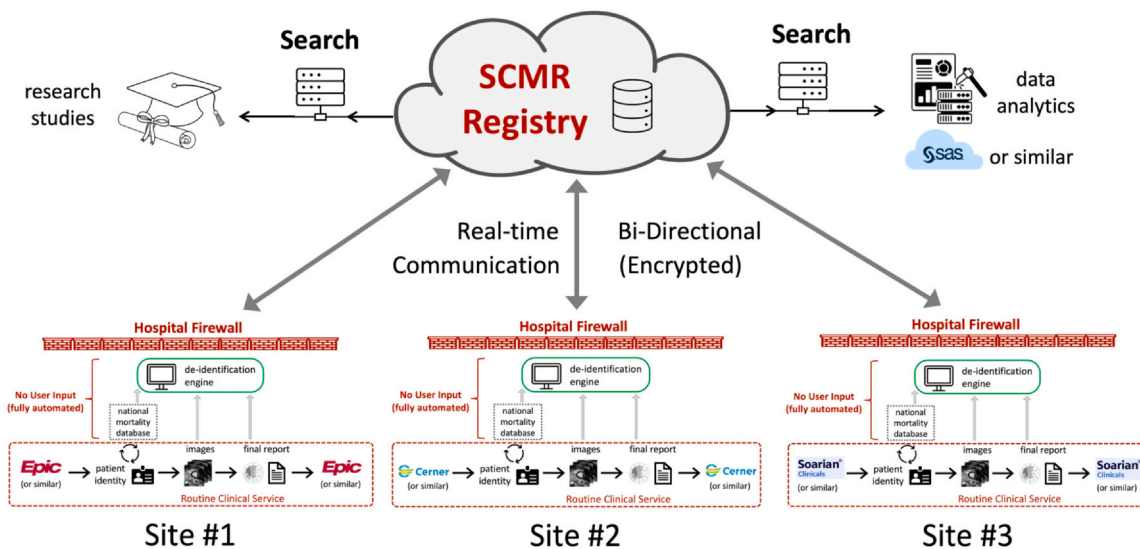 Search
Search
SCMR
Registry
research
studies
data
analytics
sas
or similar
Real-time
Communication
Bi-Directional
(Encrypted)
Hospital Firewall
de-identification
engine
No User Input
(fully automated)
national
mortality
database
images
final report
Epic
(or similar)
patient
identity
Epic
(or similar)
Routine Clinical Service
Site #1
Hospital Firewall
de-identification
engine
No User Input
(fully automated)
national
mortality
database
images
final report
Cerner
(or similar)
patient
identity
Cerner
(or similar)
Routine Clinical Service
Site #2
Hospital Firewall
de-identification
engine
No User Input
(fully automated)
national
mortality
database
images
final report
Soarian®
Clinicals
(or similar)
patient
identity
Soarian®
Clinicals
(or similar)
Routine Clinical Service
Site #3